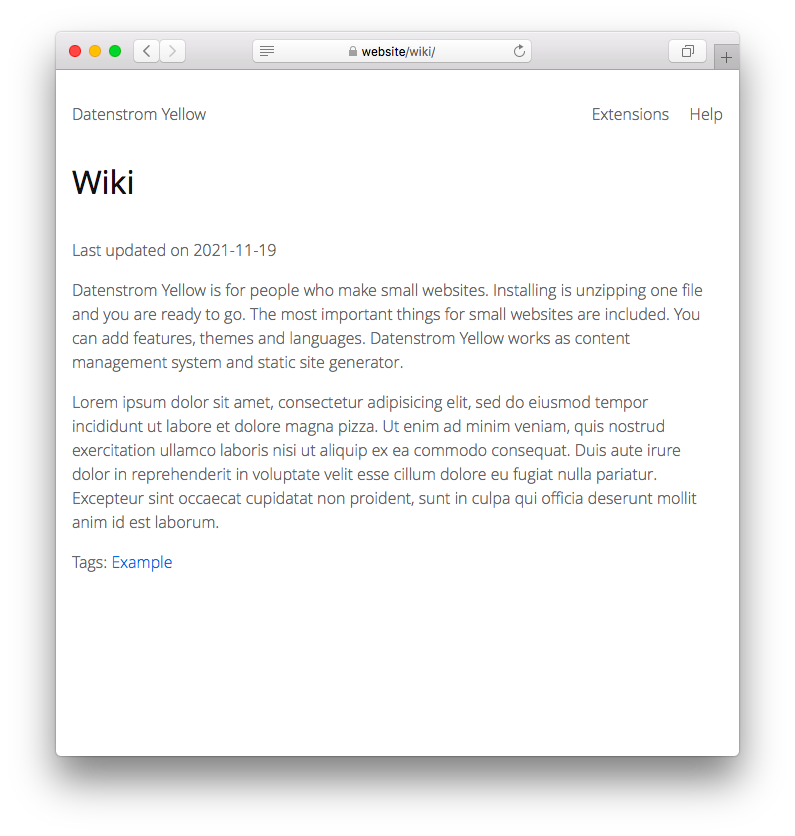 website/wiki/
Datenstrom Yellow Extensions Help
Wiki
Last updated on 2021-11-19
Datenstrom Yellow is for people who make small websites. Installing is unzipping one file
and you are ready to go. The most important things for small websites are included. You
can add features, themes and languages. Datenstrom Yellow works as content
management system and static site generator.
Lorem ipsum dolor sit amet, consectetur adipisicing elit, sed do eiusmod tempor
incididunt ut labore et dolore magna pizza. Ut enim ad minim veniam, quis nostrud
exercitation ullamco laboris nisi ut aliquip ex ea commodo consequat. Duis aute irure
dolor in reprehenderit in voluptate velit esse cillum dolore eu fugiat nulla pariatur.
Excepteur sint occaecat cupidatat non proident, sunt in culpa qui officia deserunt mollit
anim id est laborum.
Tags: Example